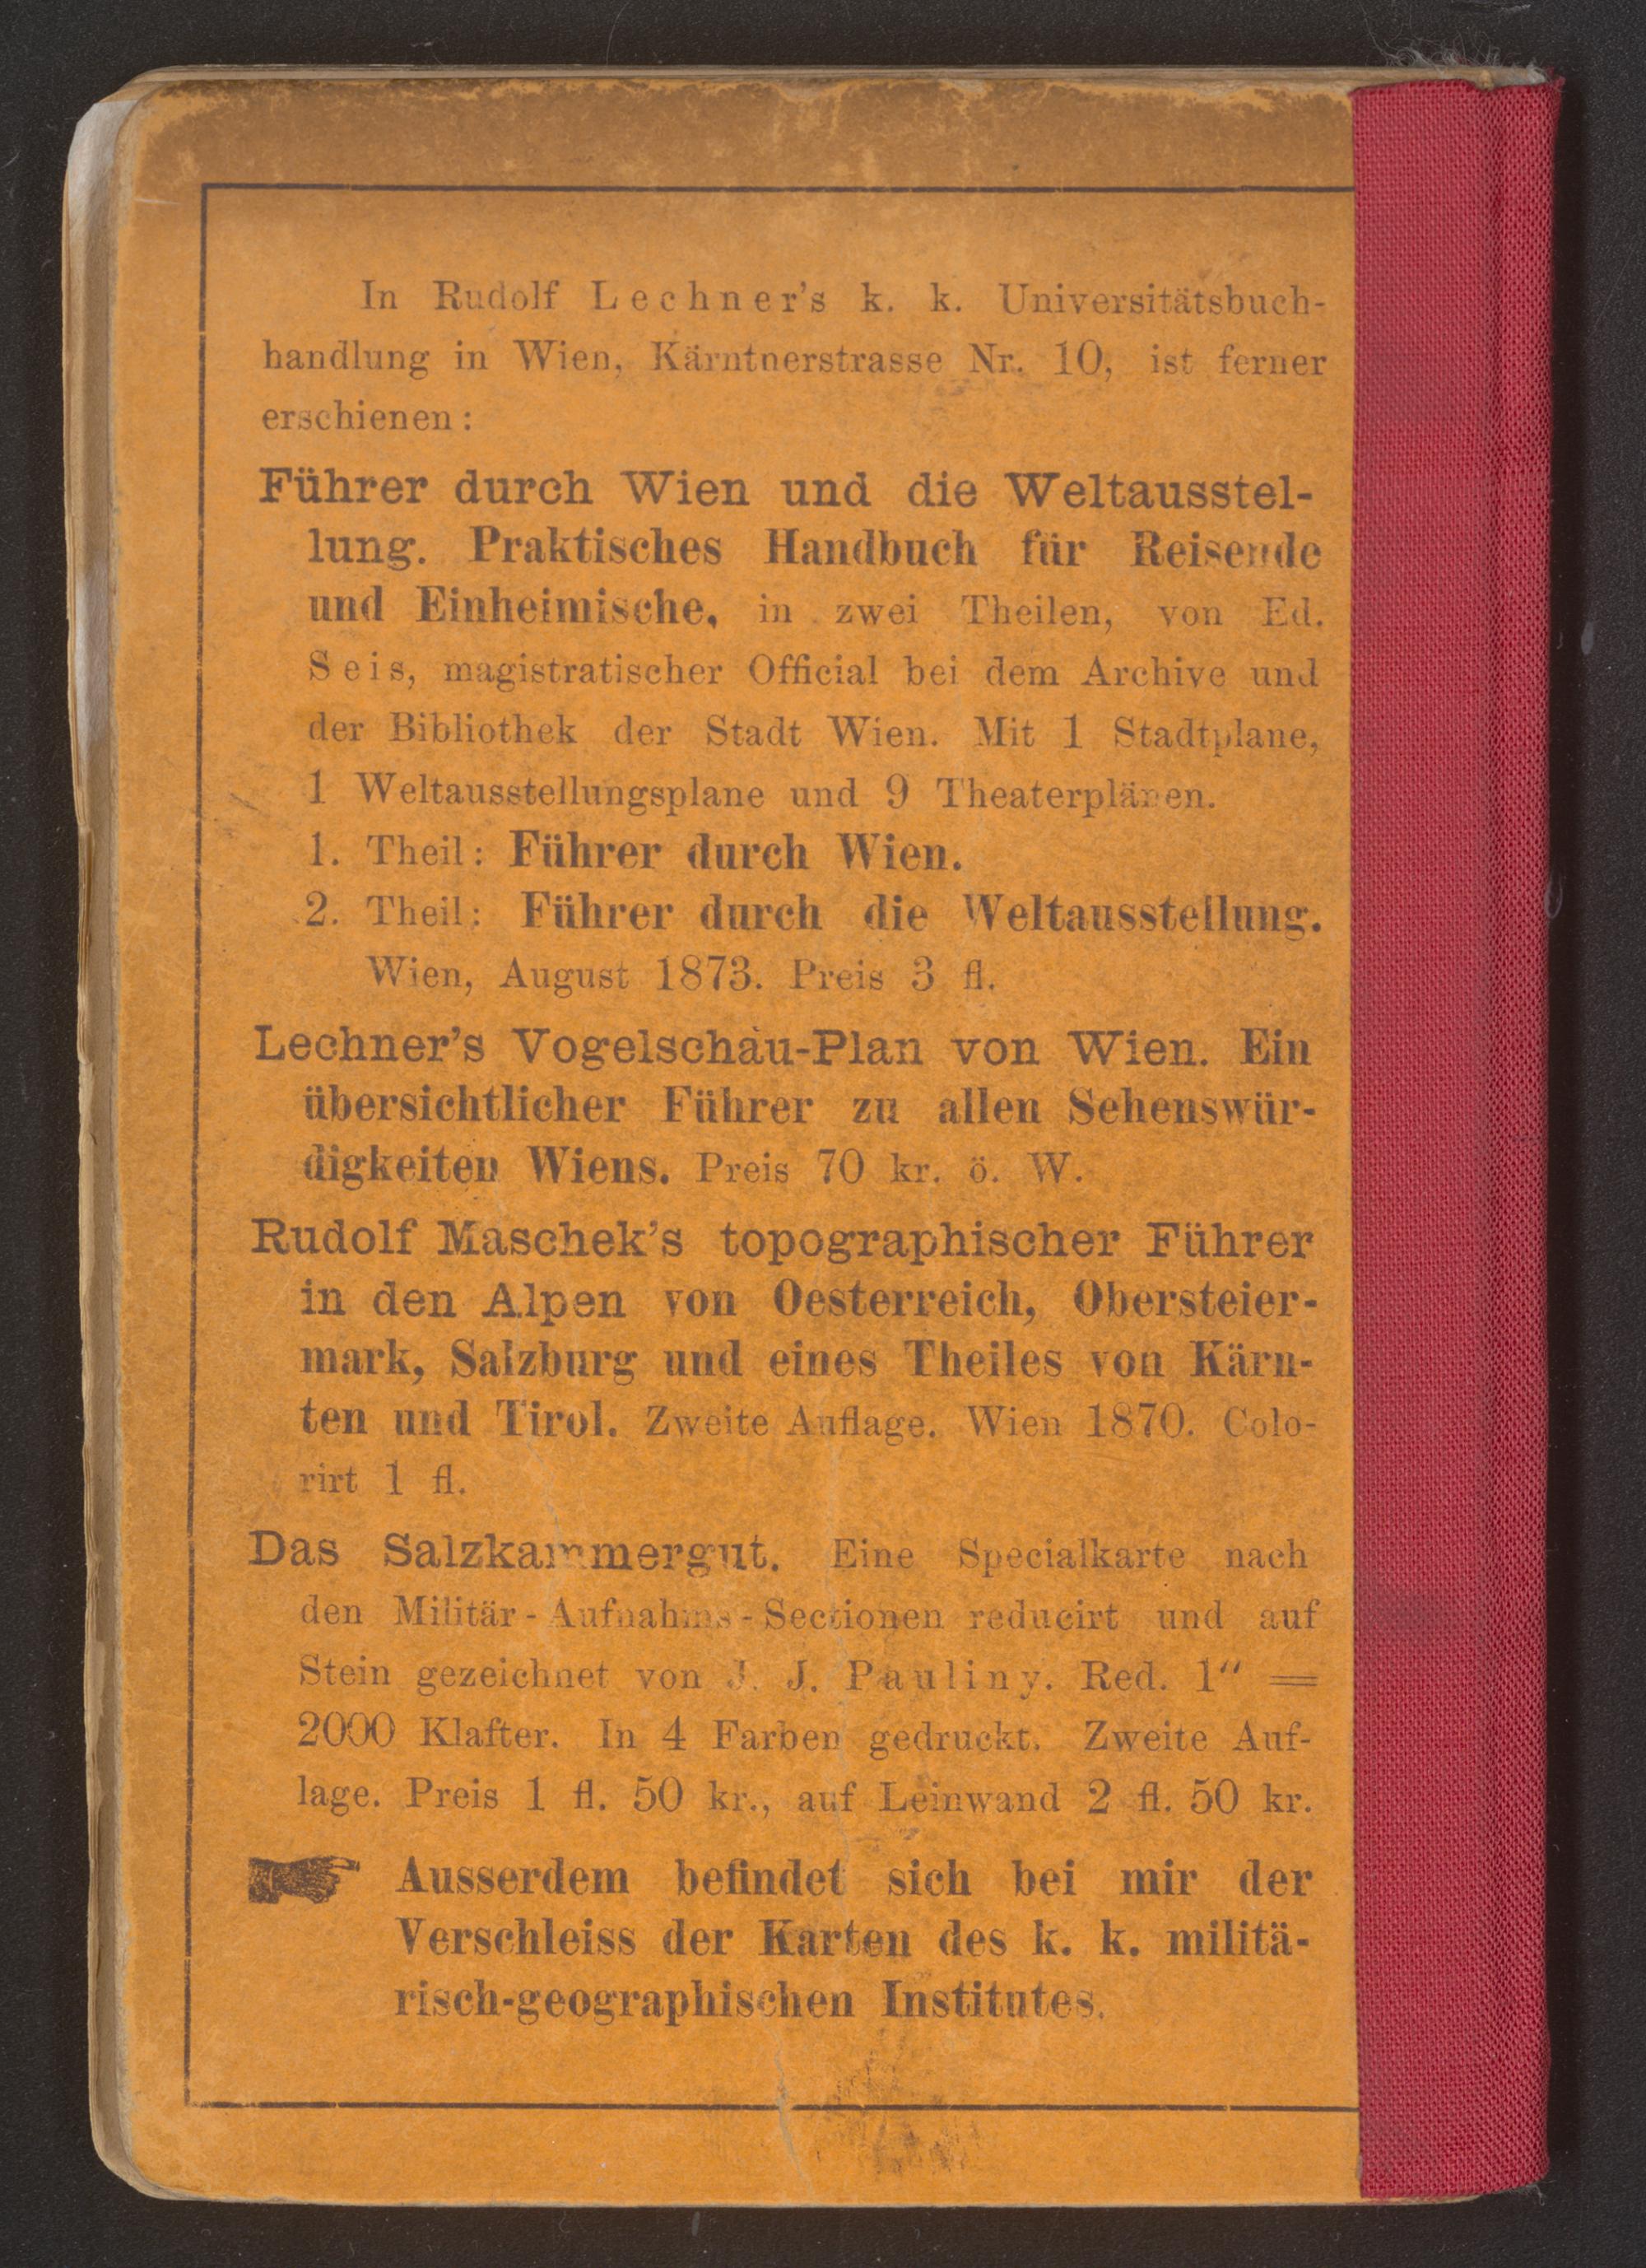 In Rudolf Lechner's k. k. Universitätsbuch-
handlung in Wien, Kärntnerstrasse Nr. 10, ist ferner
erschienen:
Führer durch Wien und die Weltausstel-
lung. Praktisches Handbuch für Reisende
und Einheimische, in zwei Theilen, von Ed.
Seis, magistratischer Official bei dem Archive und
der Bibliothek der Stadt Wien. Mit 1 Stadtplane,
1 Weltausstellungsplane und 9 Theaterplänen.
1. Theil: Führer durch Wien.
2. Theil: Führer durch die Weltausstellung.
Wien, August 1873. Preis 3 fl.
Lechner's Vogelschau-Plan von Wien. Ein
übersichtlicher Führer zu allen Sehenswür-
digkeiten Wiens. Preis 70 kr. ö. W.
Rudolf Maschek's topographischer Führer
in den Alpen von Oesterreich, Obersteier-
mark, Salzburg und eines Theiles von Kärn-
ten und Tirol. Zweite Auflage. Wien 1870. Colo-
rirt 1 fl.
Das Salzkammergut. Eine Specialkarte nach
den Militär-Aufnahms-Sectionen reducirt und auf
Stein gezeichnet von J. J. Pauliny. Red. 1“ =
2000 Klafter. In 4 Farben gedruckt. Zweite Auf-
lage. Preis 1 fl. 50 kr., auf Leinwand 2 fl. 50 kr.
Ausserdem befindet sich bei mir der
Verschleiss der Karten des k. k. militä-
risch-geographischen Institutes.